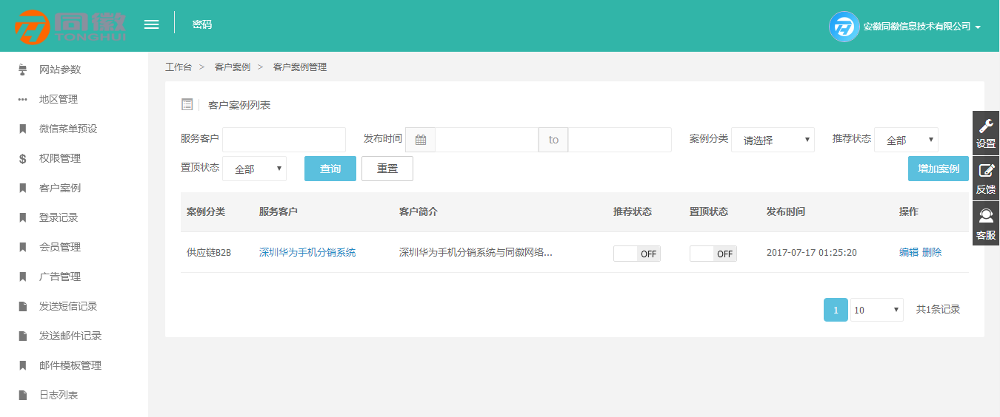 同徽
TONGHUI
密码
安徽同徽信息技术有限公司
网站参数
地区管理
微信菜单预设
权限管理
客户案例
登录记录
会员管理
广告管理
发送短信记录
发送邮件记录
邮件模板管理
日志列表
工作台 > 客户案例 > 客户案例管理
客户案例列表
服务客户 发布时间 to 案例分类 请选择 推荐状态 全部
置顶状态 全部 查询 重置 增加案例
案例分类 服务客户 客户简介 推荐状态 置顶状态 发布时间 操作
供应链B2B 深圳华为手机分销系统 深圳华为手机分销系统与同徽网络... OFF OFF 2017-07-17 01:25:20 编辑 删除
1 10 共1条记录
设置
反馈
客服